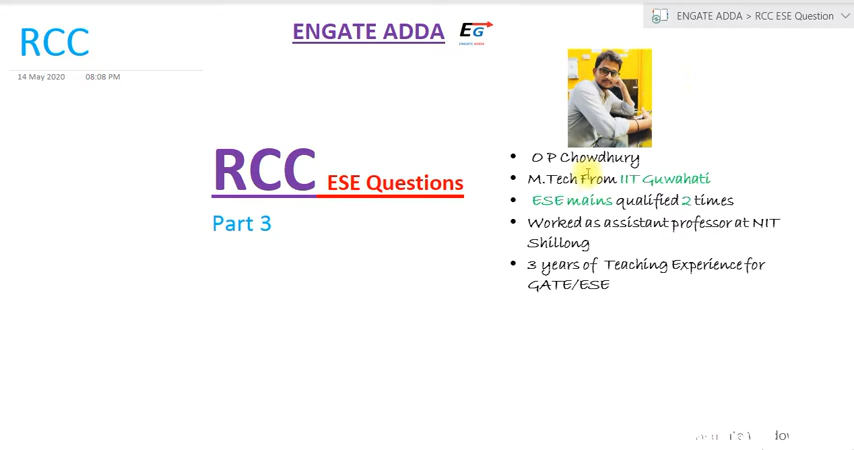 ENGATE ADDA > RCC ESE Question
RCC
ENGATE ADDA
EG
ENGATE ADDA
14 May 2020 08:08 PM
RCC ESE Questions
Part 3
• O P Chowdhury
• M.Tech From IIT Guwahati
• ESE mains qualified 2 times
• Worked as assistant professor at NIT
Shillong
• 3 years of Teaching Experience for
GATE/ESE